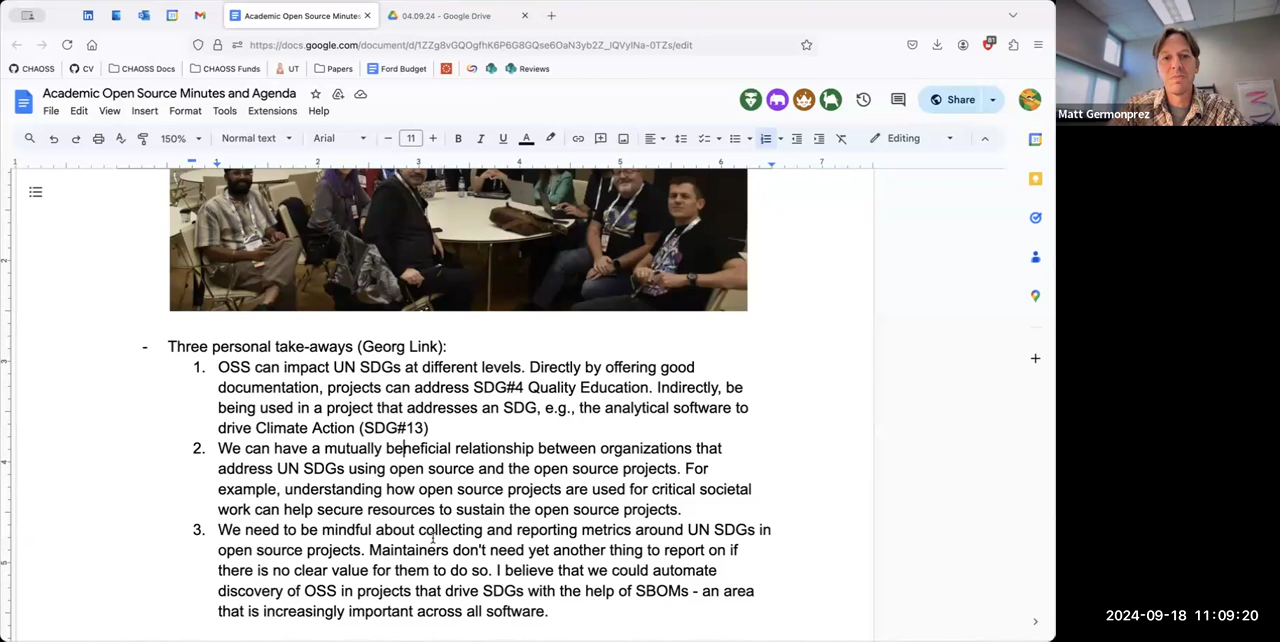 Academic Open Source Minutes
04.09.24 - Google Drive
https://docs.google.com/document/d/1ZZg8vGQOgfhK6P6G8GQse6OaN3yb2Z_lQVylNa-0TZs/edit
CHAOSS
CV
CHAOSS Docs
CHAOSS Funds
UT
Papers
Ford Budget
Reviews
Academic Open Source Minutes and Agenda
File Edit View Insert Format Tools Extensions Help
Share
150%
Normal text
Arial
11
Editing
Matt Germonprez
- Three personal take-aways (Georg Link):
1. OSS can impact UN SDGs at different levels. Directly by offering good
documentation, projects can address SDG#4 Quality Education. Indirectly, be
being used in a project that addresses an SDG, e.g., the analytical software to
drive Climate Action (SDG#13)
2. We can have a mutually beneficial relationship between organizations that
address UN SDGs using open source and the open source projects. For
example, understanding how open source projects are used for critical societal
work can help secure resources to sustain the open source projects.
3. We need to be mindful about collecting and reporting metrics around UN SDGs in
open source projects. Maintainers don't need yet another thing to report on if
there is no clear value for them to do so. I believe that we could automate
discovery of OSS in projects that drive SDGs with the help of SBOMs - an area
that is increasingly important across all software.
2024-09-18 11:09:20